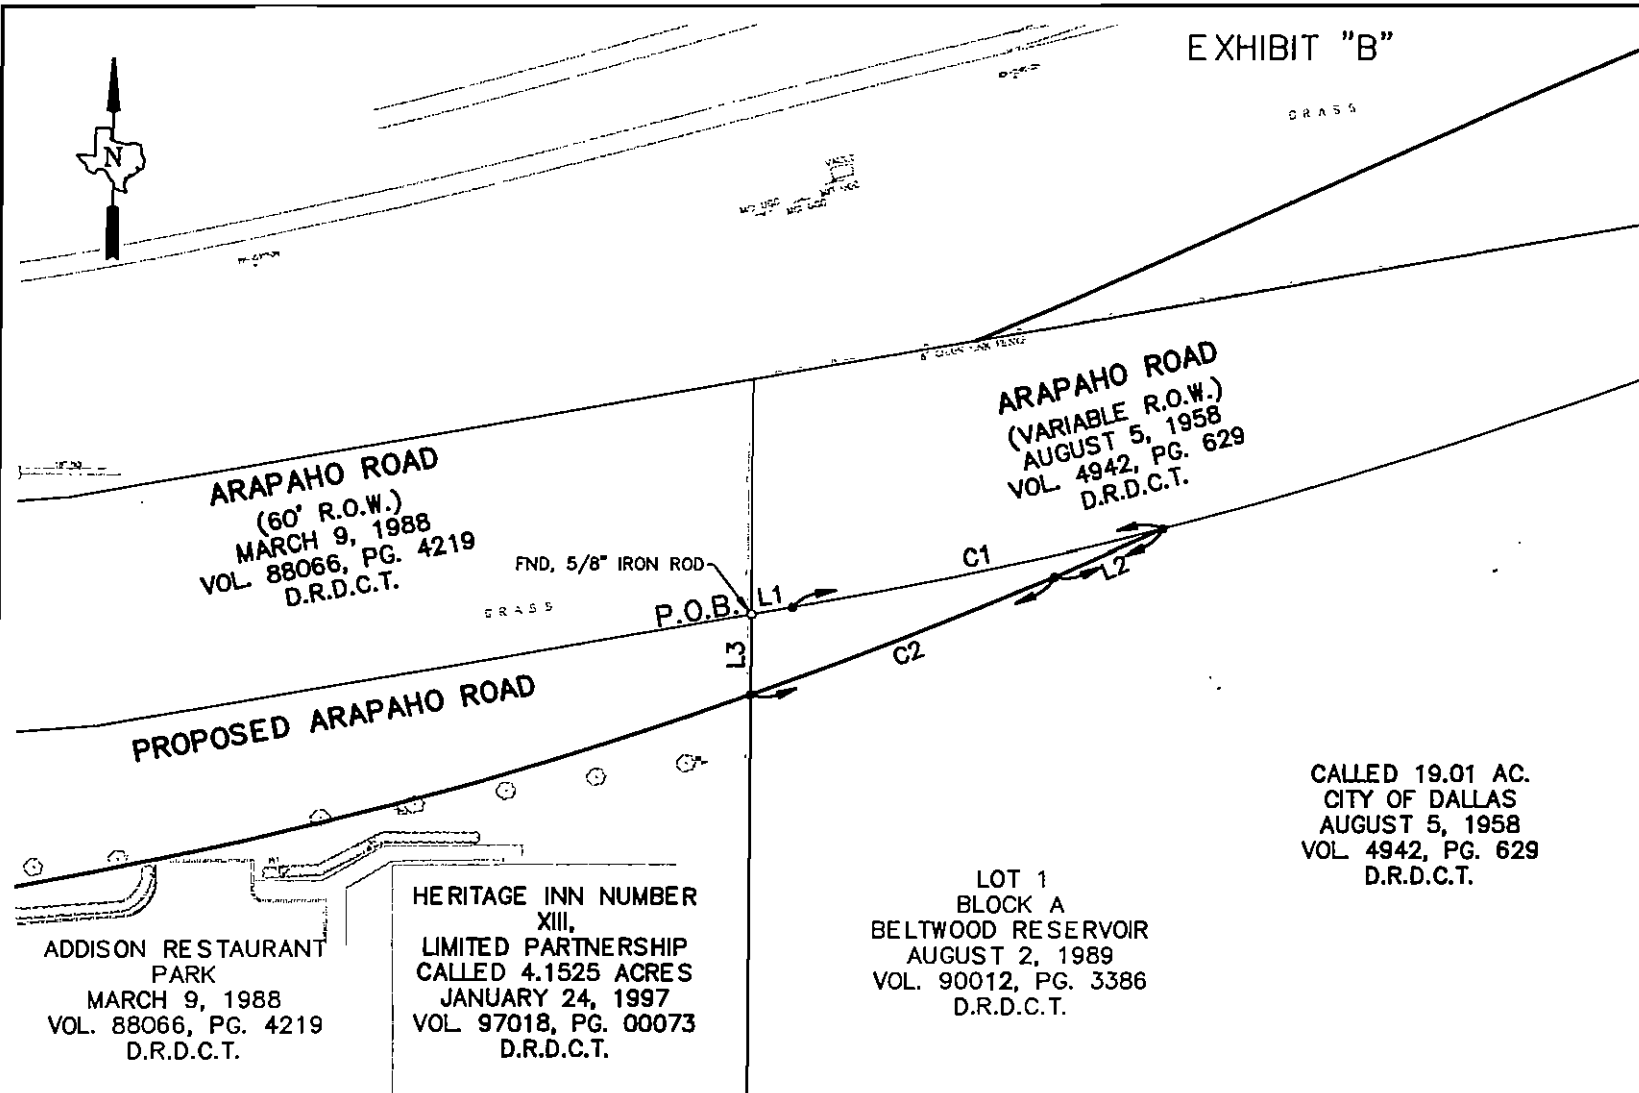 EXHIBIT "B"
GRASS
N
VAULT
ARAPAHO ROAD
(VARIABLE R.O.W.)
AUGUST 5, 1958
VOL. 4942, PG. 629
D.R.D.C.T.
ARAPAHO ROAD
(60' R.O.W.)
MARCH 9, 1988
VOL. 88066, PG. 4219
D.R.D.C.T.
FND, 5/8" IRON ROD
GRASS
P.O.B.
L1
C1
L2
L3
C2
PROPOSED ARAPAHO ROAD
CALLED 19.01 AC.
CITY OF DALLAS
AUGUST 5, 1958
VOL. 4942, PG. 629
D.R.D.C.T.
LOT 1
BLOCK A
BELTWOOD RESERVOIR
AUGUST 2, 1989
VOL. 90012, PG. 3386
D.R.D.C.T.
HERITAGE INN NUMBER
XIII,
LIMITED PARTNERSHIP
CALLED 4.1525 ACRES
JANUARY 24, 1997
VOL 97018, PG. 00073
D.R.D.C.T.
ADDISON RESTAURANT
PARK
MARCH 9, 1988
VOL. 88066, PG. 4219
D.R.D.C.T.